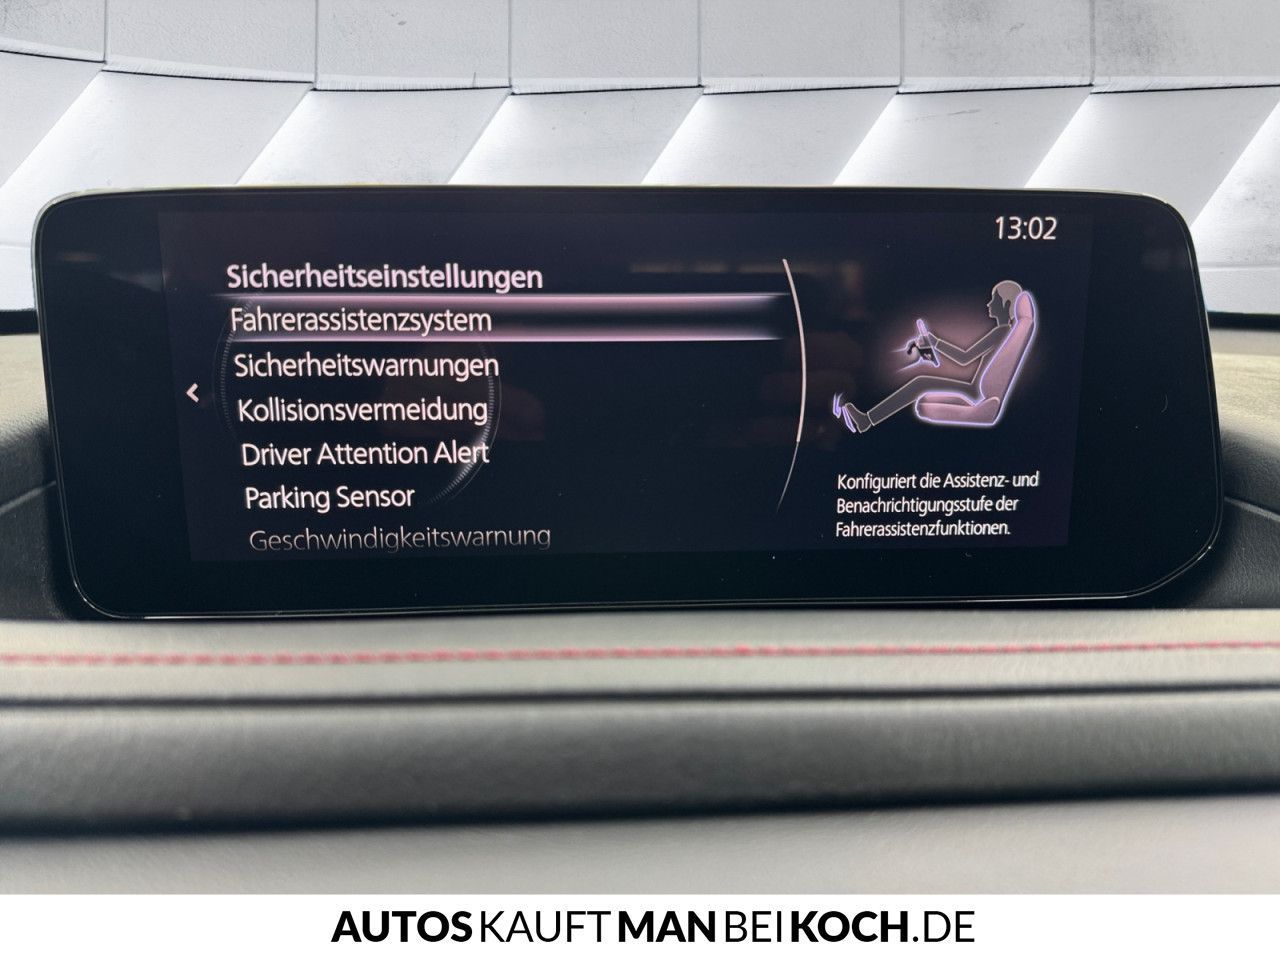 13:02
Sicherheitseinstellungen
Fahrerassistenzsystem
Sicherheitswarnungen
Kollisionsvermeidung
Driver Attention Alert
Parking Sensor
Geschwindigkeitswarnung
Konfiguriert die Assistenz- und
Benachrichtigungsstufe der
Fahrerassistenzfunktionen.
AUTOSKAUFTMANBEIKOCH.DE